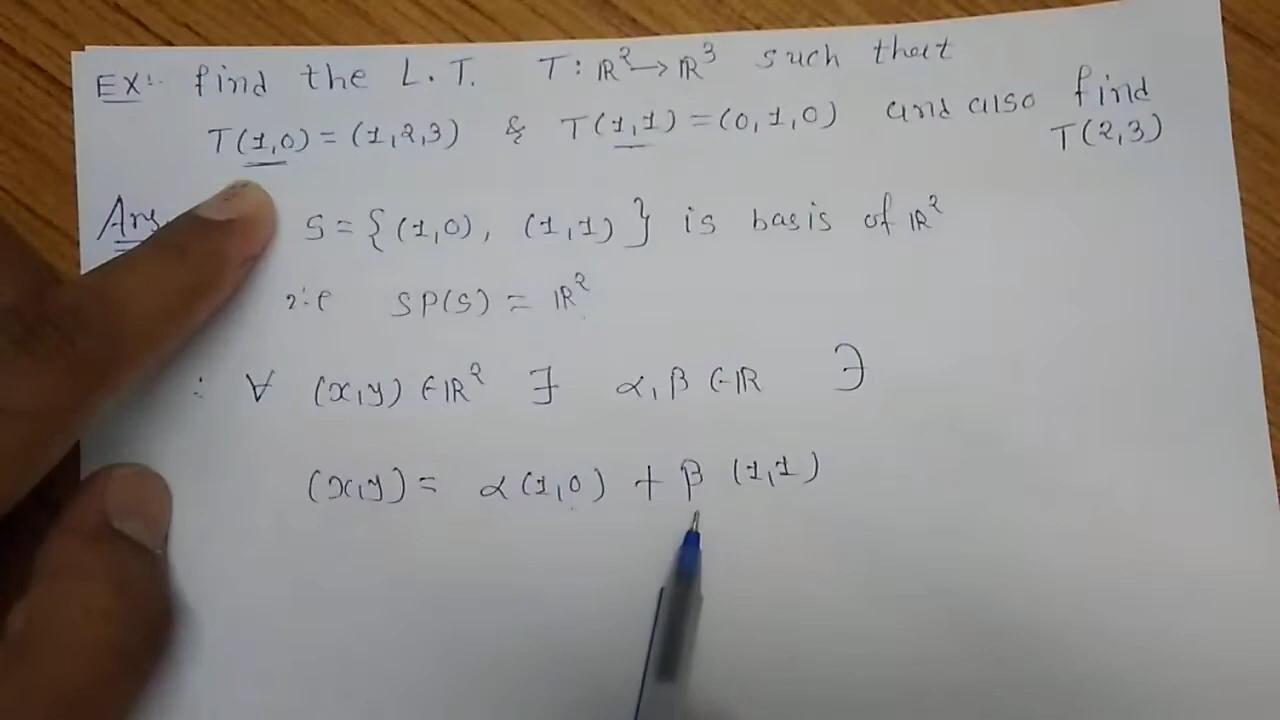 EX:- find the L.T. T: ℝ² → ℝ³ such that
T(1,0) = (1,2,3) & T(1,1) = (0,1,0) and also find T(2,3)
Ans S = {(1,0), (1,1)} is basis of ℝ²
i.e SP(S) = ℝ²
∴ ∀ (x,y) ∈ ℝ² ∃ α, β ∈ ℝ ∋
(x,y) = α(1,0) + β(1,1)